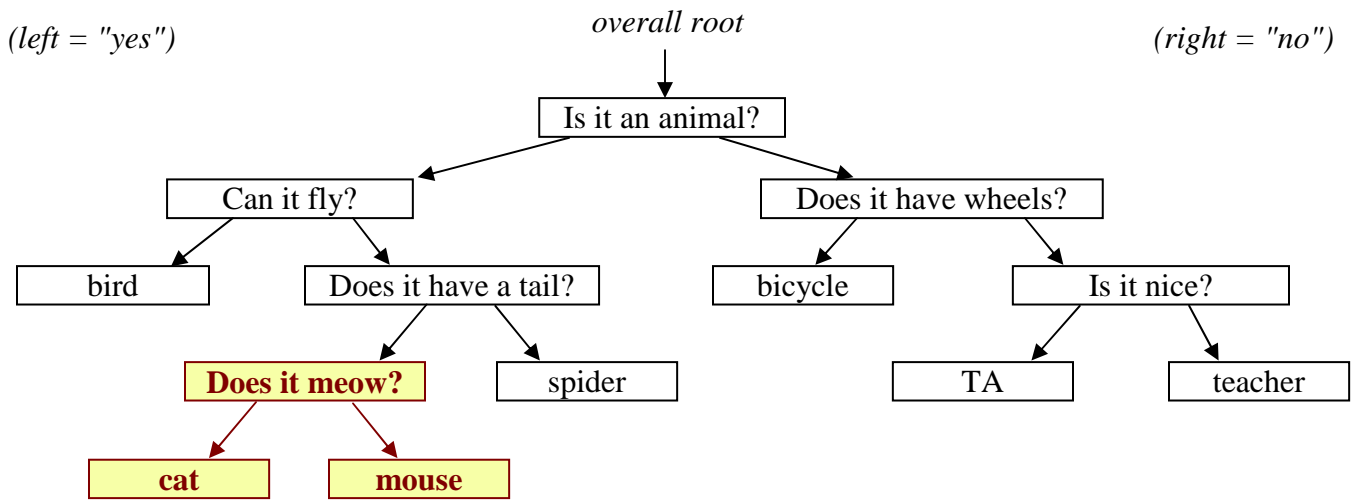 overall root
(left = "yes")
(right = "no")
Is it an animal?
Can it fly?
Does it have wheels?
bird
Does it have a tail?
bicycle
Is it nice?
Does it meow?
spider
TA
teacher
cat
mouse